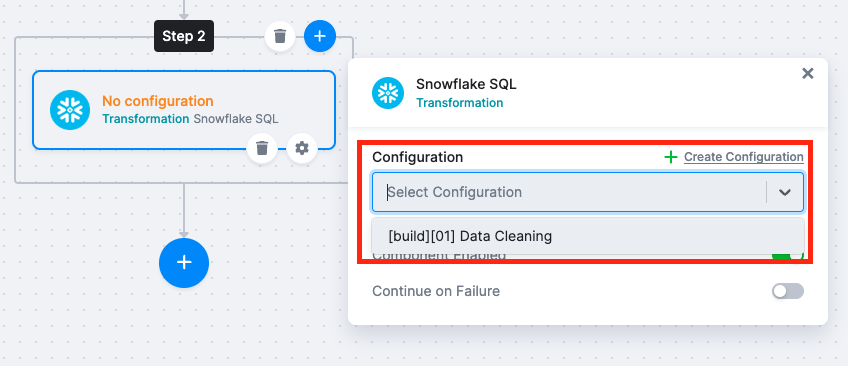 Step 2
No configuration
Transformation Snowflake SQL
Snowflake SQL
Transformation
Configuration
Create Configuration
Select Configuration
[build][01] Data Cleaning
Component Enabled
Continue on Failure